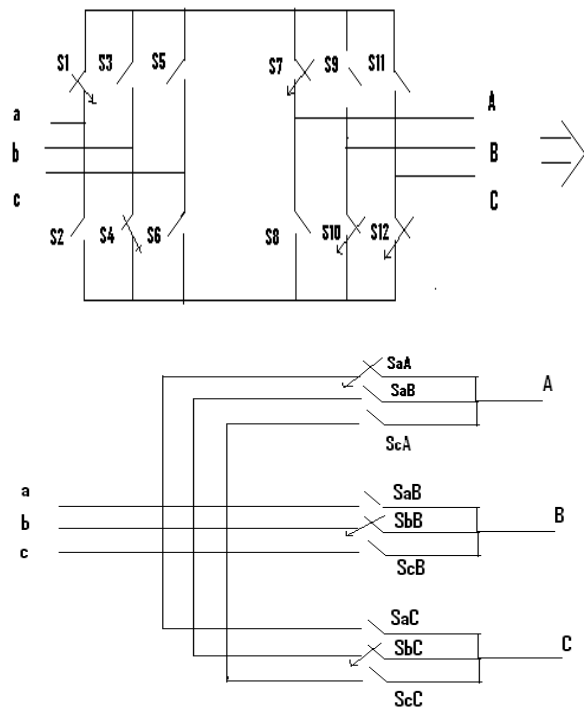 S1 S3 S5 S7 S9 S11
a A
b B
c C
S2 S4 S6 S8 S10 S12
SaA
SaB A
ScA
a SaB
b SbB B
c ScB
SaC
SbC C
ScC